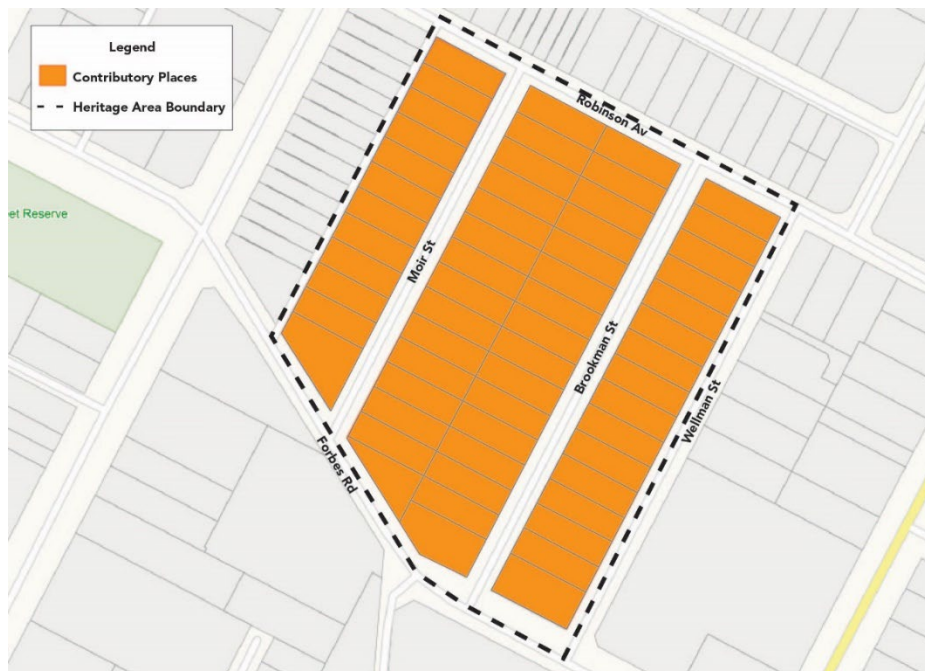 Legend
Contributory Places
Heritage Area Boundary
Robinson Av
et Reserve
Moir St
Brookman St
Wellman St
Forbes Rd